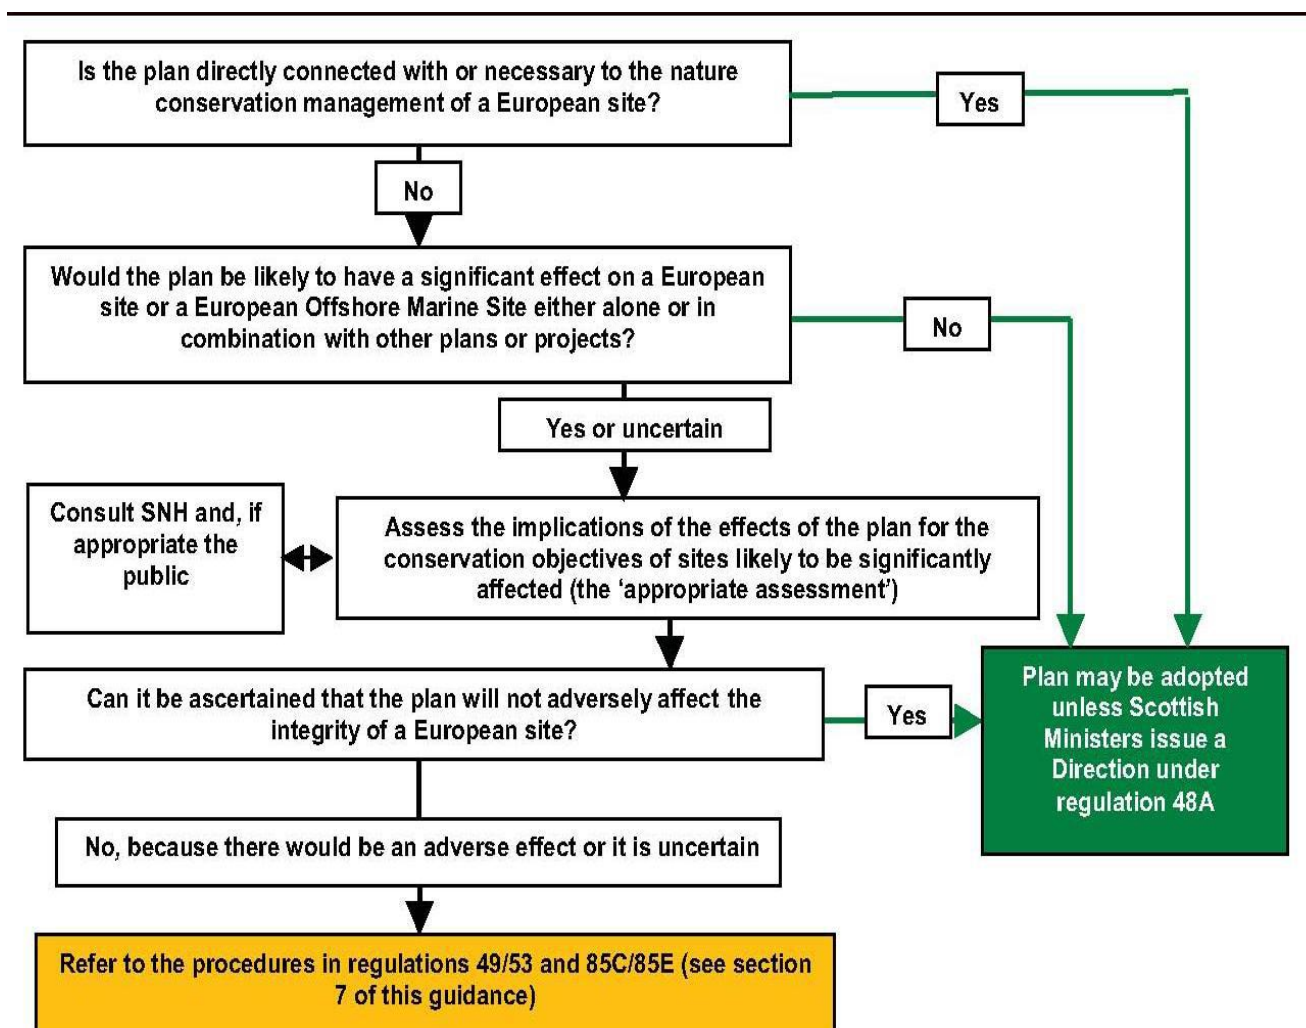 Is the plan directly connected with or necessary to the nature
conservation management of a European site?
Yes
No
Would the plan be likely to have a significant effect on a European
site or a European Offshore Marine Site either alone or in
combination with other plans or projects?
No
Yes or uncertain
Consult SNH and, if
appropriate the
public
Assess the implications of the effects of the plan for the
conservation objectives of sites likely to be significantly
affected (the ‘appropriate assessment’)
Can it be ascertained that the plan will not adversely affect the
integrity of a European site?
Yes
Plan may be adopted
unless Scottish
Ministers issue a
Direction under
regulation 48A
No, because there would be an adverse effect or it is uncertain
Refer to the procedures in regulations 49/53 and 85C/85E (see section
7 of this guidance)